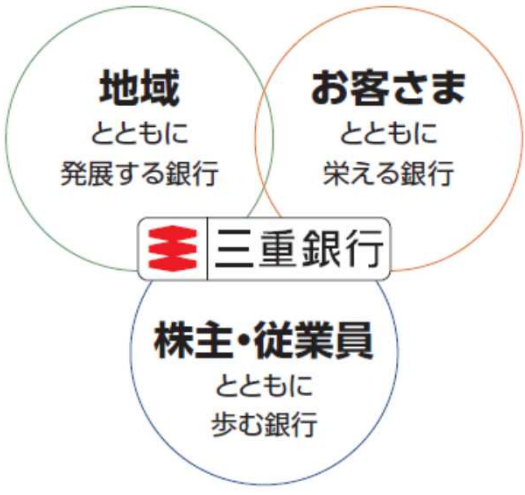 地域
とともに
発展する銀行
お客さま
とともに
栄える銀行
三重銀行
株主・従業員
とともに
歩む銀行